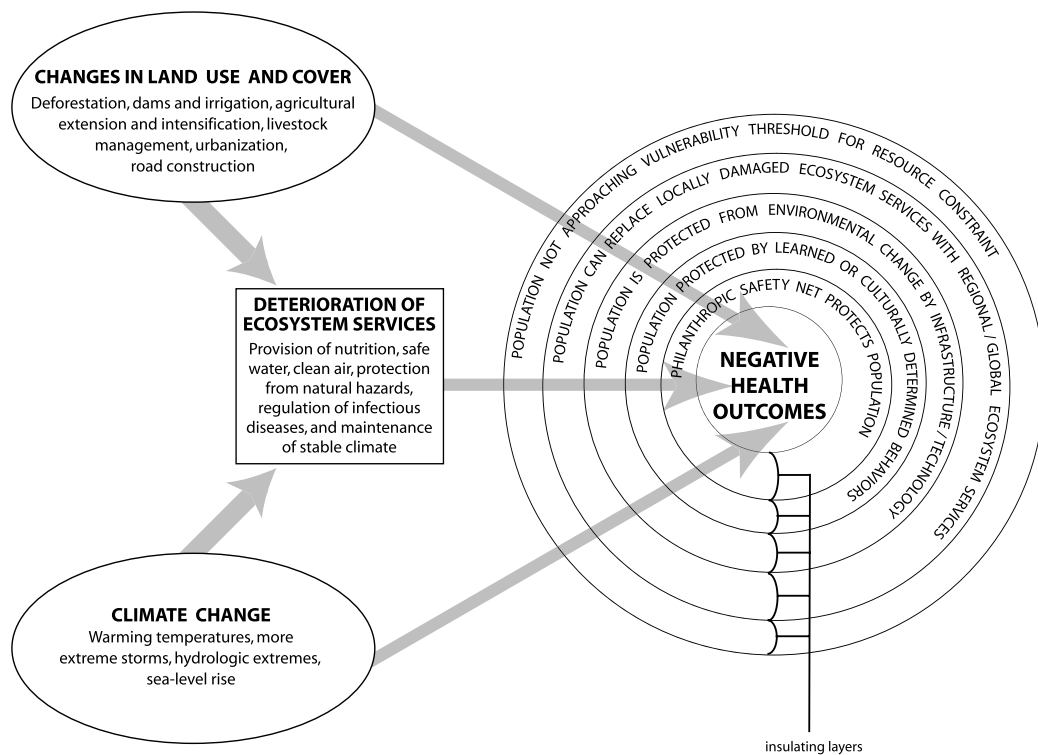 CHANGES IN LAND USE AND COVER
Deforestation, dams and irrigation, agricultural
extension and intensification, livestock
management, urbanization,
road construction
DETERIORATION OF
ECOSYSTEM SERVICES
Provision of nutrition, safe
water, clean air, protection
from natural hazards,
regulation of infectious
diseases, and maintenance
of stable climate
CLIMATE CHANGE
Warming temperatures, more
extreme storms, hydrologic extremes,
sea-level rise
POPULATION NOT APPROACHING VULNERABILITY THRESHOLD FOR RESOURCE CONSTRAINT
POPULATION CAN REPLACE LOCALLY DAMAGED ECOSYSTEM SERVICES WITH REGIONAL / GLOBAL ECOSYSTEM SERVICES
POPULATION IS PROTECTED FROM ENVIRONMENTAL CHANGE BY INFRASTRUCTURE / TECHNOLOGY
POPULATION PROTECTED BY LEARNED OR CULTURALLY DETERMINED BEHAVIORS
PHILANTHROPIC SAFETY NET PROTECTS POPULATION
NEGATIVE
HEALTH
OUTCOMES
insulating layers